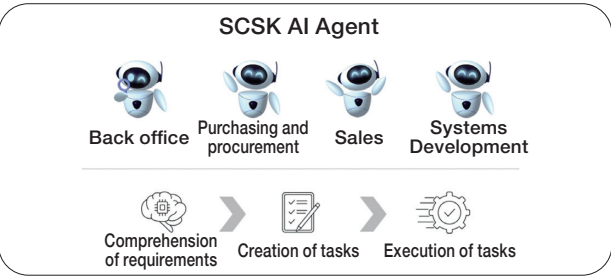 SCSK AI Agent
Back office
Purchasing and
procurement
Sales
Systems
Development
Comprehension
of requirements
Creation of tasks
Execution of tasks